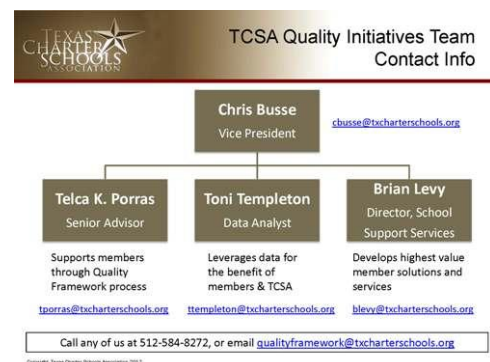 TEXAS
CHARTER
SCHOOLS
ASSOCIATION
TCSA Quality Initiatives Team
Contact Info
Chris Busse
Vice President
cbusse@txcharterschools.org
Telca K. Porras
Senior Advisor
Toni Templeton
Data Analyst
Brian Levy
Director, School
Support Services
Supports members
through Quality
Framework process
tporras@txcharterschools.org
Leverages data for
the benefit of
members & TCSA
ttempleton@txcharterschools.org
Develops highest value
member solutions and
services
blevy@txcharterschools.org
Call any of us at 512-584-8272, or email qualityframework@txcharterschools.org